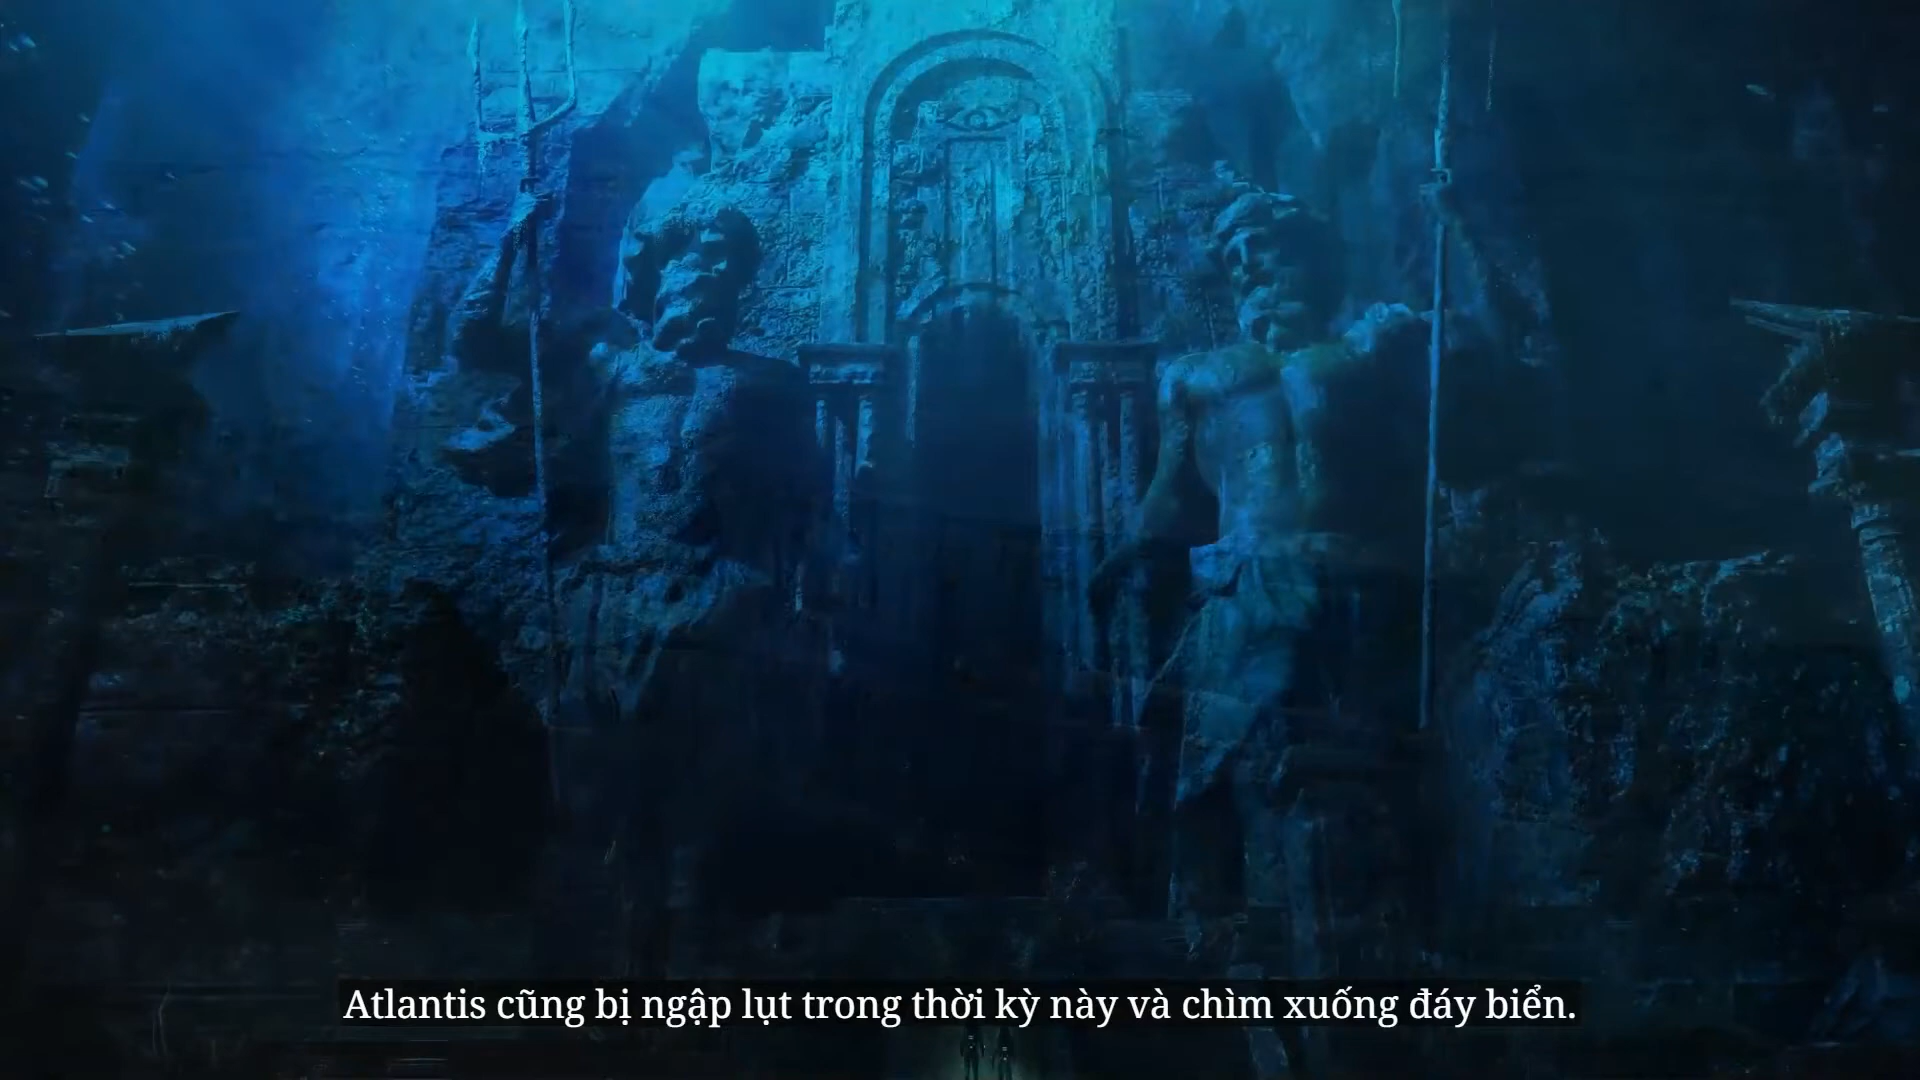 Atlantis cũng bị ngập lụt trong thời kỳ này và chìm xuống đáy biển.